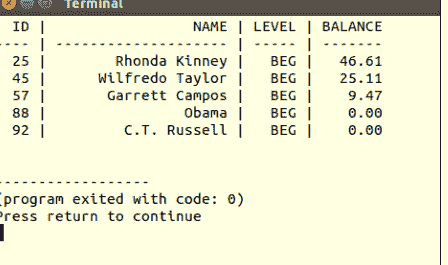 Terminal
ID | NAME | LEVEL | BALANCE
---- | -------------------- | ----- | -------
25 | Rhonda Kinney | BEG | 46.61
45 | Wilfredo Taylor | BEG | 25.11
57 | Garrett Campos | BEG | 9.47
88 | Obama | BEG | 0.00
92 | C.T. Russell | BEG | 0.00
------------------
(program exited with code: 0)
Press return to continue